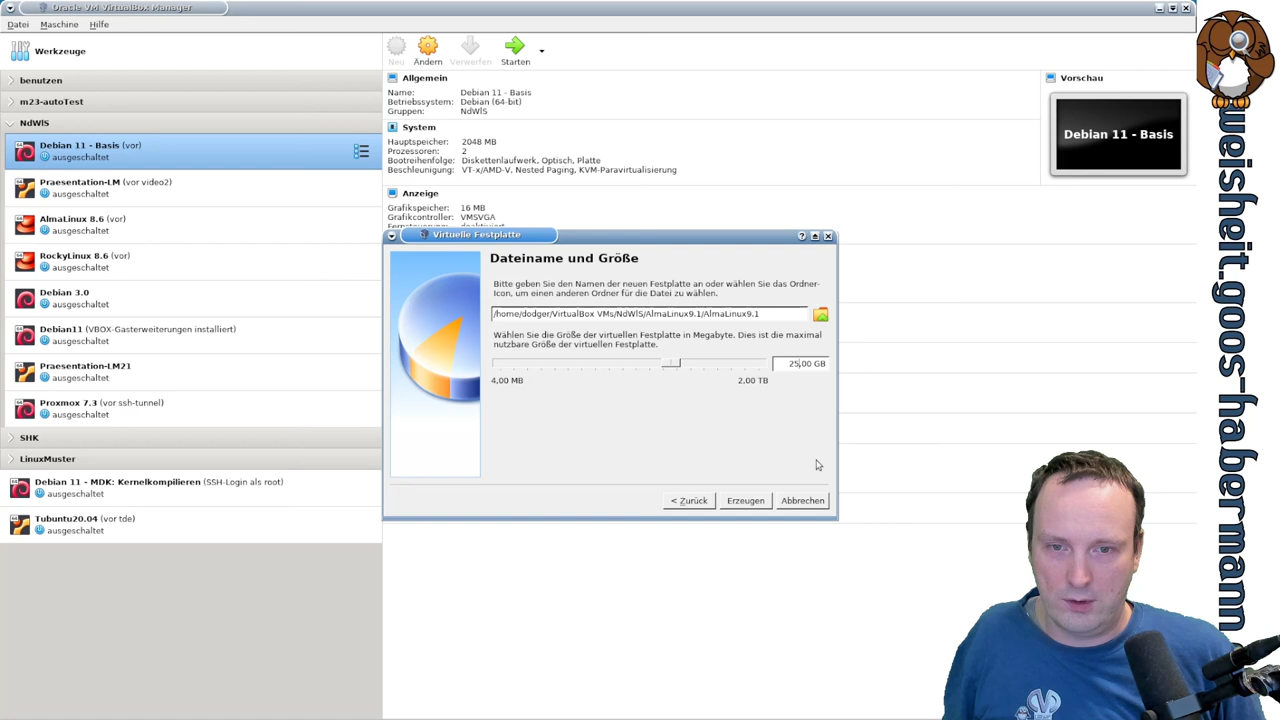 Oracle VM VirtualBox Manager
Datei Maschine Hilfe
Werkzeuge
Neu Ändern Verwerfen Starten
benutzen
m23-autoTest
NdWlS
Debian 11 - Basis (vor)
ausgeschaltet
Praesentation-LM (vor video2)
ausgeschaltet
AlmaLinux 8.6 (vor)
ausgeschaltet
RockyLinux 8.6 (vor)
ausgeschaltet
Debian 3.0
ausgeschaltet
Debian11 (VBOX-Gasterweiterungen installiert)
ausgeschaltet
Praesentation-LM21
ausgeschaltet
Proxmox 7.3 (vor ssh-tunnel)
ausgeschaltet
SHK
LinuxMuster
Debian 11 - MDK: Kernelkompilieren (SSH-Login als root)
ausgeschaltet
Tubuntu20.04 (vor tde)
ausgeschaltet
Allgemein
Name: Debian 11 - Basis
Betriebssystem: Debian (64-bit)
Gruppen: NdWlS
System
Hauptspeicher: 2048 MB
Prozessoren: 2
Bootreihenfolge: Diskettenlaufwerk, Optisch, Platte
Beschleunigung: VT-x/AMD-V, Nested Paging, KVM-Paravirtualisierung
Anzeige
Grafikspeicher: 16 MB
Grafikcontroller: VMSVGA
Vorschau
Debian 11 - Basis
Virtuelle Festplatte
Dateiname und Größe
Bitte geben Sie den Namen der neuen Festplatte an oder wählen Sie das Ordner-
Icon, um einen anderen Ordner für die Datei zu wählen.
/home/dodger/VirtualBox VMs/NdWlS/AlmaLinux9.1/AlmaLinux9.1
Wählen Sie die Größe der virtuellen Festplatte in Megabyte. Dies ist die maximal
nutzbare Größe der virtuellen Festplatte.
25,00 GB
4,00 MB 2,00 TB
< Zurück Erzeugen Abbrechen
weisheit.goos-habermann.